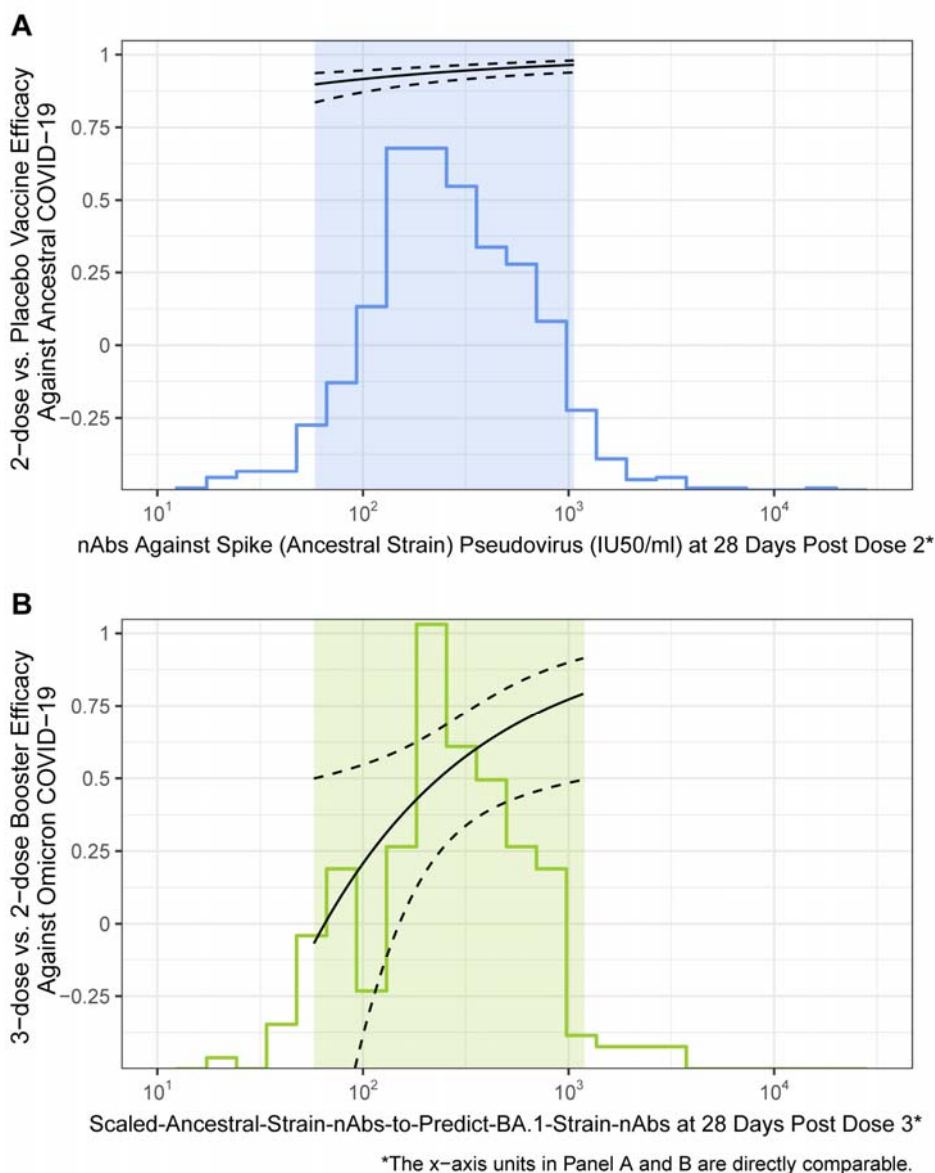 A
2-dose vs. Placebo Vaccine Efficacy
Against Ancestral COVID−19
1
0.75
0.5
0.25
0
−0.25
10¹ 10² 10³ 10⁴
nAbs Against Spike (Ancestral Strain) Pseudovirus (IU50/ml) at 28 Days Post Dose 2*
B
3-dose vs. 2-dose Booster Efficacy
Against Omicron COVID−19
1
0.75
0.5
0.25
0
−0.25
10¹ 10² 10³ 10⁴
Scaled-Ancestral-Strain-nAbs-to-Predict-BA.1-Strain-nAbs at 28 Days Post Dose 3*
*The x−axis units in Panel A and B are directly comparable.